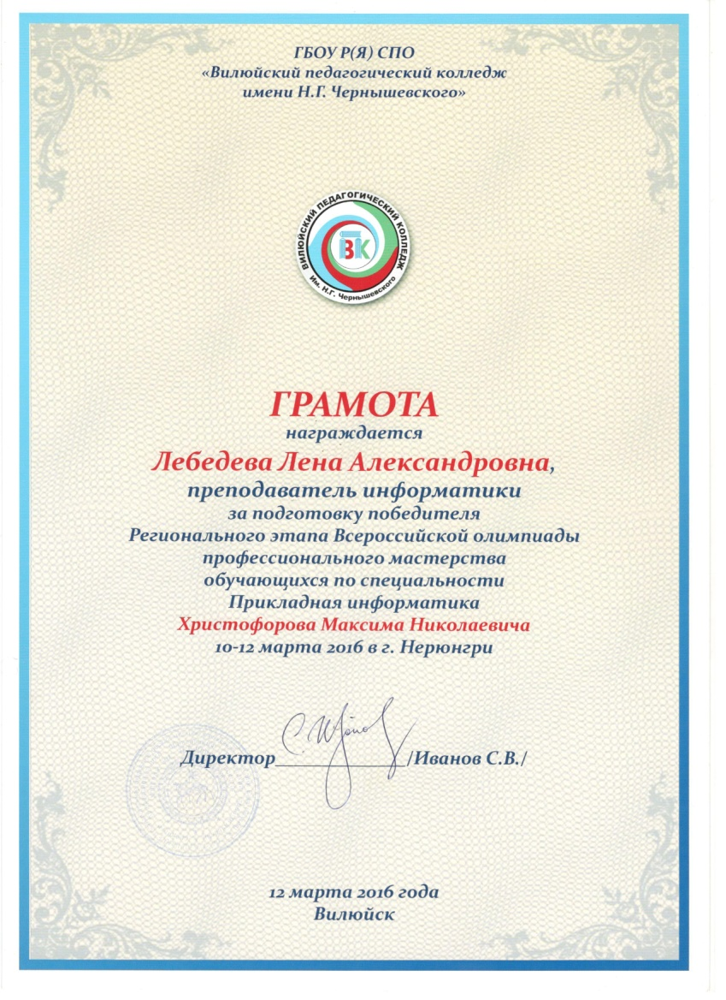 ГБОУ Р(Я) СПО
«Вилюйский педагогический колледж
имени Н.Г. Чернышевского»
ВИЛЮЙСКИЙ ПЕДАГОГИЧЕСКИЙ КОЛЛЕДЖ
ВК
Им. Н.Г. Чернышевского
ГРАМОТА
награждается
Лебедева Лена Александровна,
преподаватель информатики
за подготовку победителя
Регионального этапа Всероссийской олимпиады
профессионального мастерства
обучающихся по специальности
Прикладная информатика
Христофорова Максима Николаевича
10-12 марта 2016 в г. Нерюнгри
Директор_______________/Иванов С.В./
12 марта 2016 года
Вилюйск